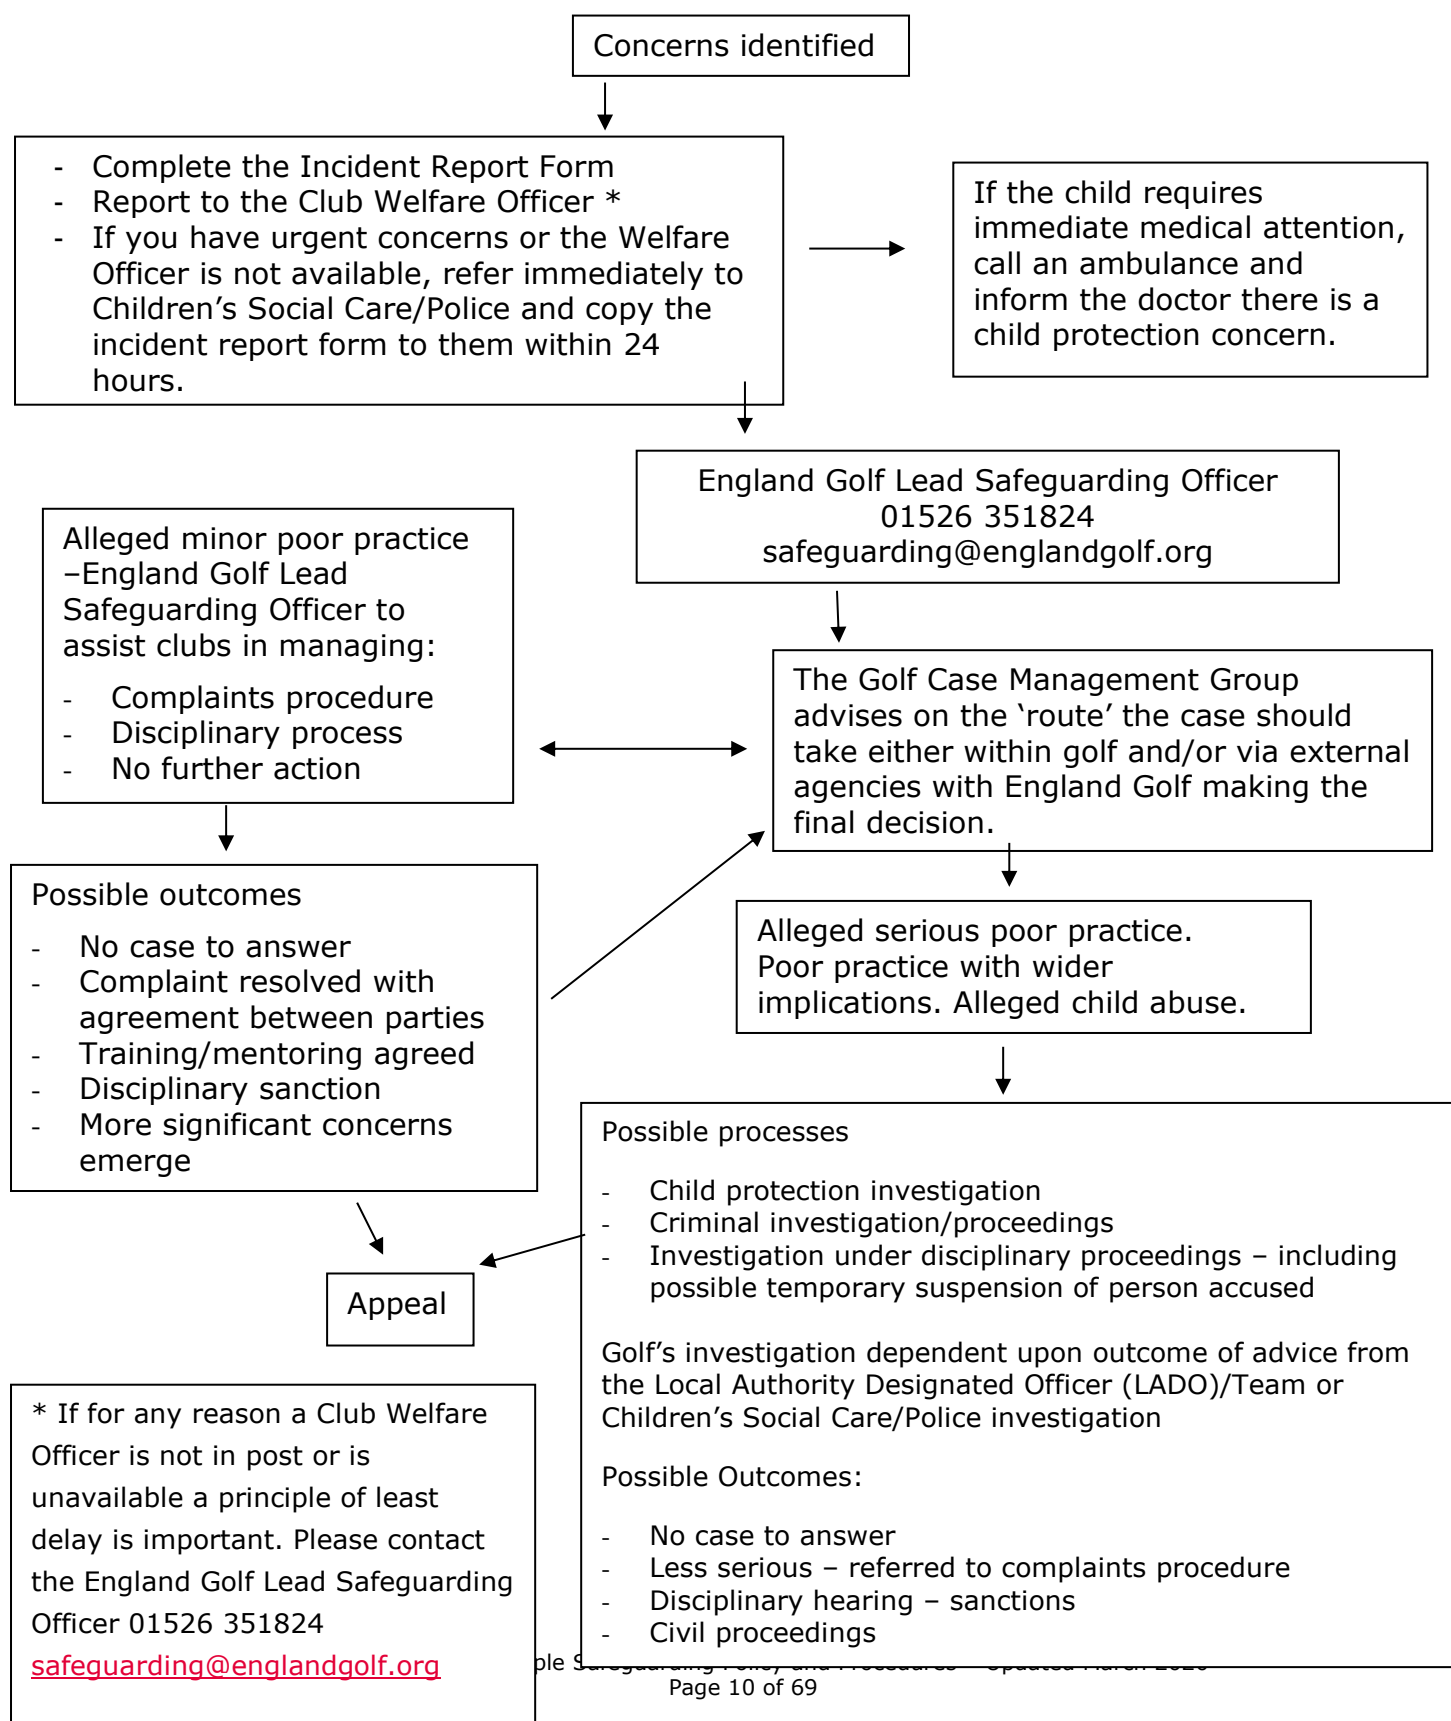 Concerns identified
- Complete the Incident Report Form
- Report to the Club Welfare Officer *
- If you have urgent concerns or the Welfare
Officer is not available, refer immediately to
Children’s Social Care/Police and copy the
incident report form to them within 24
hours.
If the child requires
immediate medical attention,
call an ambulance and
inform the doctor there is a
child protection concern.
England Golf Lead Safeguarding Officer
01526 351824
safeguarding@englandgolf.org
Alleged minor poor practice
–England Golf Lead
Safeguarding Officer to
assist clubs in managing:
- Complaints procedure
- Disciplinary process
- No further action
The Golf Case Management Group
advises on the ‘route’ the case should
take either within golf and/or via external
agencies with England Golf making the
final decision.
Possible outcomes
- No case to answer
- Complaint resolved with
agreement between parties
- Training/mentoring agreed
- Disciplinary sanction
- More significant concerns
emerge
Alleged serious poor practice.
Poor practice with wider
implications. Alleged child abuse.
Possible processes
- Child protection investigation
- Criminal investigation/proceedings
- Investigation under disciplinary proceedings – including
possible temporary suspension of person accused
Golf’s investigation dependent upon outcome of advice from
the Local Authority Designated Officer (LADO)/Team or
Children’s Social Care/Police investigation
Possible Outcomes:
- No case to answer
- Less serious – referred to complaints procedure
- Disciplinary hearing – sanctions
- Civil proceedings
Appeal
* If for any reason a Club Welfare
Officer is not in post or is
unavailable a principle of least
delay is important. Please contact
the England Golf Lead Safeguarding
Officer 01526 351824
safeguarding@englandgolf.org
Page 10 of 69